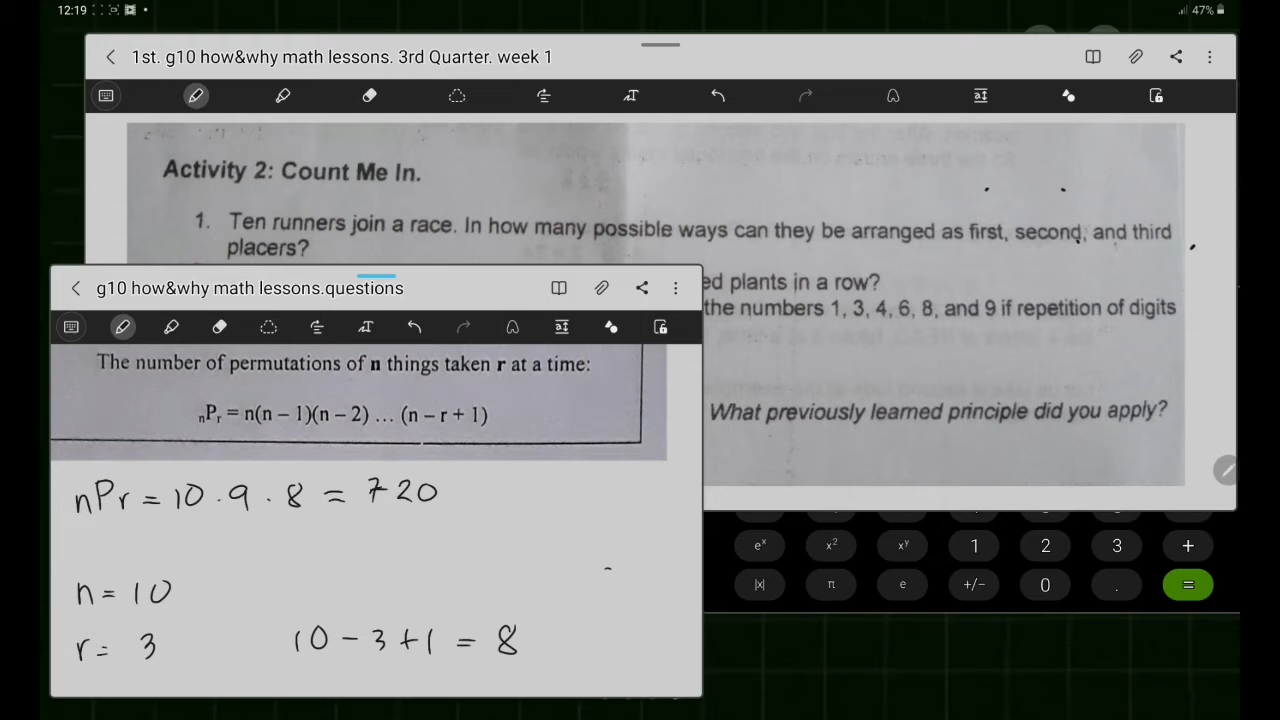 12:19
47%
1st. g10 how&why math lessons. 3rd Quarter. week 1
Activity 2: Count Me In.
1. Ten runners join a race. In how many possible ways can they be arranged as first, second, and third
placers?
ed plants in a row?
the numbers 1, 3, 4, 6, 8, and 9 if repetition of digits
What previously learned principle did you apply?
g10 how&why math lessons.questions
The number of permutations of n things taken r at a time:
nPr = n(n – 1)(n – 2) … (n – r + 1)
nPr = 10 . 9 . 8 = 720
n = 10
r = 3 10 - 3 + 1 = 8
eˣ x² xʸ 1 2 3 +
|x| π e +/− 0 . =